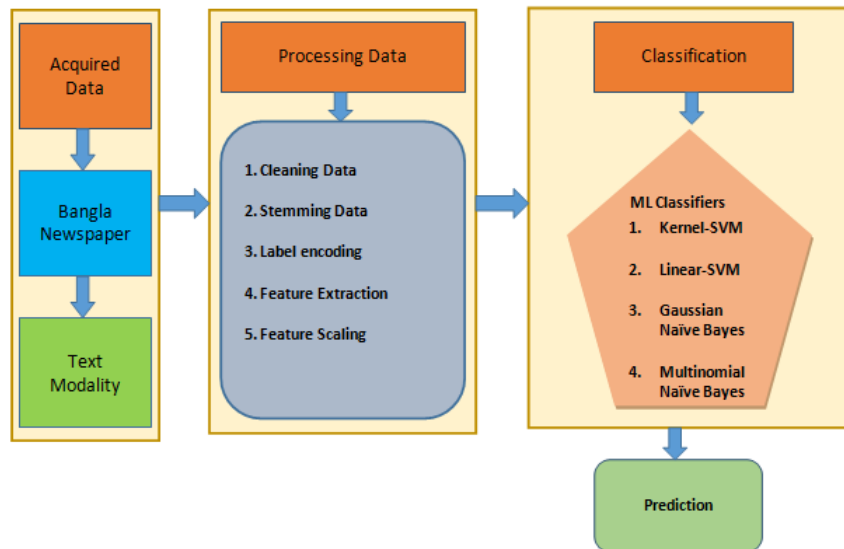 Acquired
Data
Bangla
Newspaper
Text
Modality
Processing Data
1. Cleaning Data
2. Stemming Data
3. Label encoding
4. Feature Extraction
5. Feature Scaling
Classification
ML Classifiers
1. Kernel-SVM
2. Linear-SVM
3. Gaussian
Naïve Bayes
4. Multinomial
Naïve Bayes
Prediction